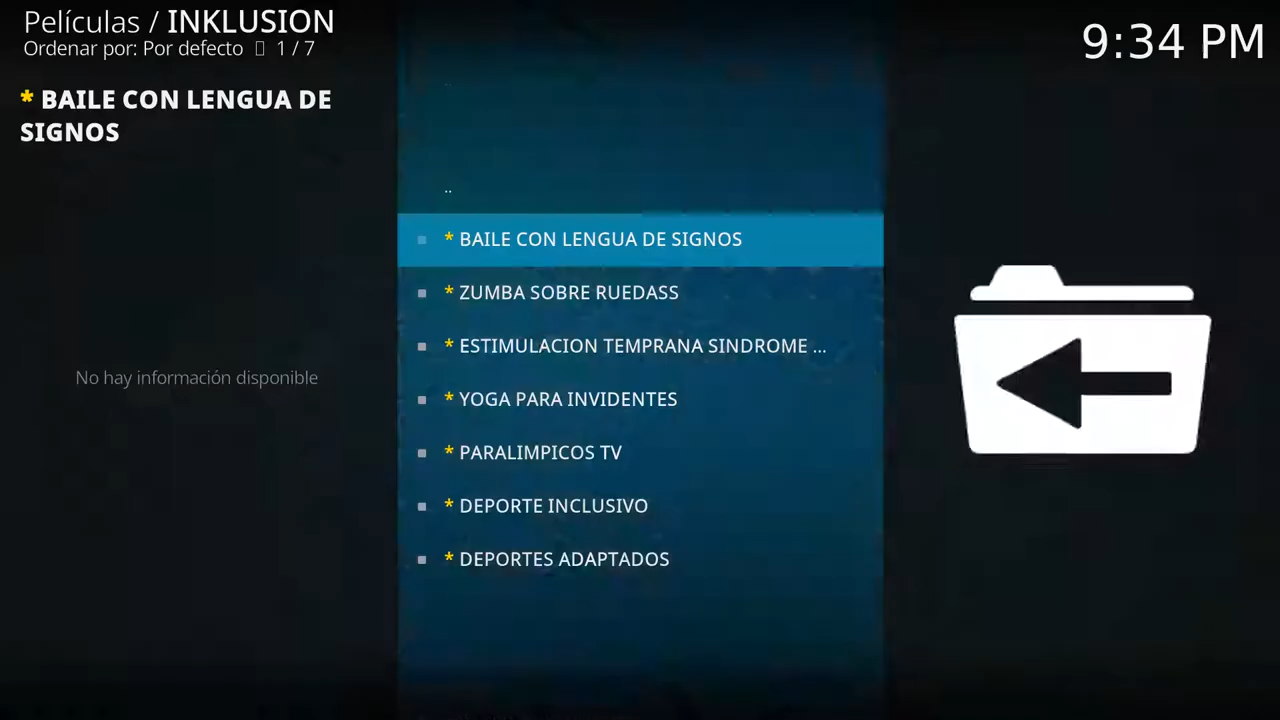 Películas / INKLUSION
Ordenar por: Por defecto 1 / 7
9:34 PM
* BAILE CON LENGUA DE
SIGNOS
..
* BAILE CON LENGUA DE SIGNOS
* ZUMBA SOBRE RUEDASS
* ESTIMULACION TEMPRANA SINDROME ...
* YOGA PARA INVIDENTES
No hay información disponible
* PARALIMPICOS TV
* DEPORTE INCLUSIVO
* DEPORTES ADAPTADOS